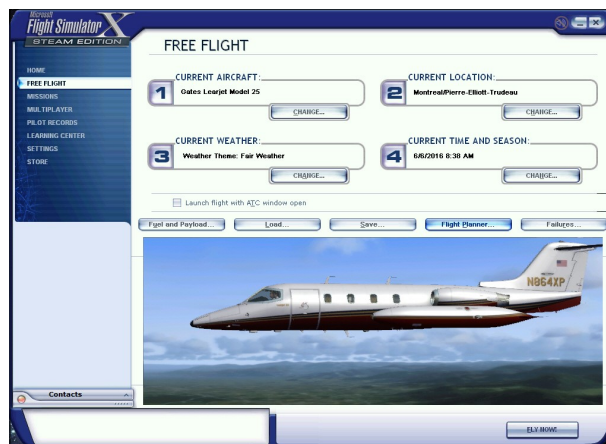 Microsoft
Flight Simulator X
STEAM EDITION
FREE FLIGHT
HOME
FREE FLIGHT
MISSIONS
MULTIPLAYER
PILOT RECORDS
LEARNING CENTER
SETTINGS
STORE
CURRENT AIRCRAFT:
1
Gates Learjet Model 25
CHANGE...
CURRENT LOCATION:
2
Montreal/Pierre-Elliott-Trudeau
CHANGE...
CURRENT WEATHER:
3
Weather Theme: Fair Weather
CHANGE...
CURRENT TIME AND SEASON:
4
6/6/2016 8:38 AM
CHANGE...
Launch flight with ATC window open
Fuel and Payload...
Load...
Save...
Flight Planner...
Failures...
N864XP
Contacts
FLY NOW!